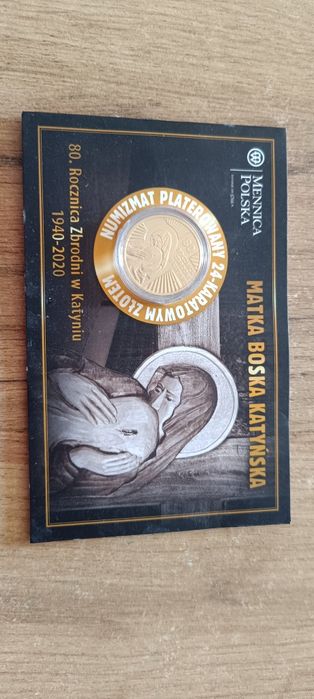 MENNICA
POLSKA
MATKA BOSKA KATYŃSKA
NUMIZMAT PLATEROWANY 24-KARATOWYM ZŁOTEM
80. Rocznica Zbrodni w Katyniu
1940-2020